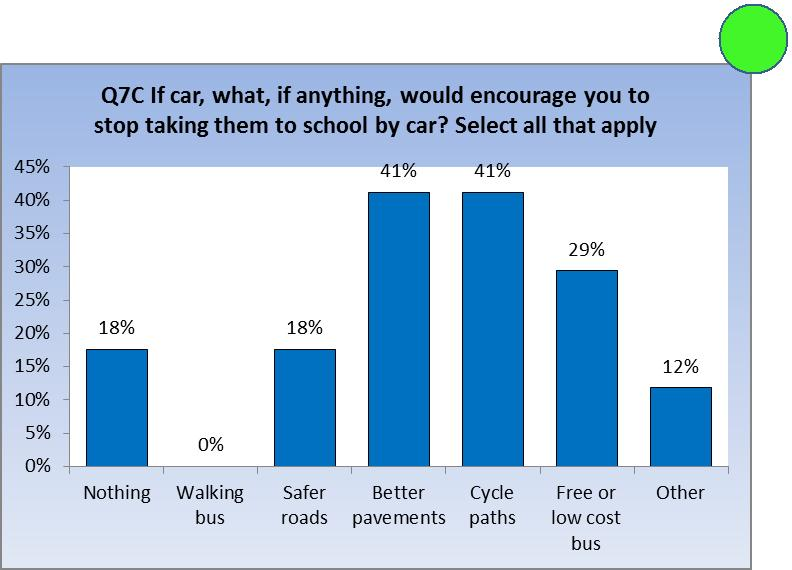 Q7C If car, what, if anything, would encourage you to
stop taking them to school by car? Select all that apply
45%
40%
35%
30%
25%
20%
15%
10%
5%
0%
18%
0%
18%
41%
41%
29%
12%
Nothing
Walking
bus
Safer
roads
Better
pavements
Cycle
paths
Free or
low cost
bus
Other